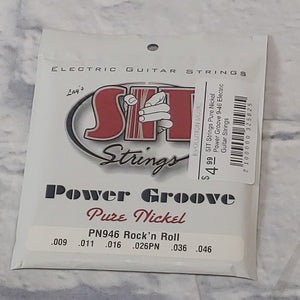 ELECTRIC GUITAR STRINGS
SIT
Strings
Power Groove
Pure Nickel
PN946 Rock'n Roll
.009 .011 .016 .026PN .036 .046
SIT Strings Pure Nickel
Power Groove 9-46 Electric
Guitar Strings
$4.99